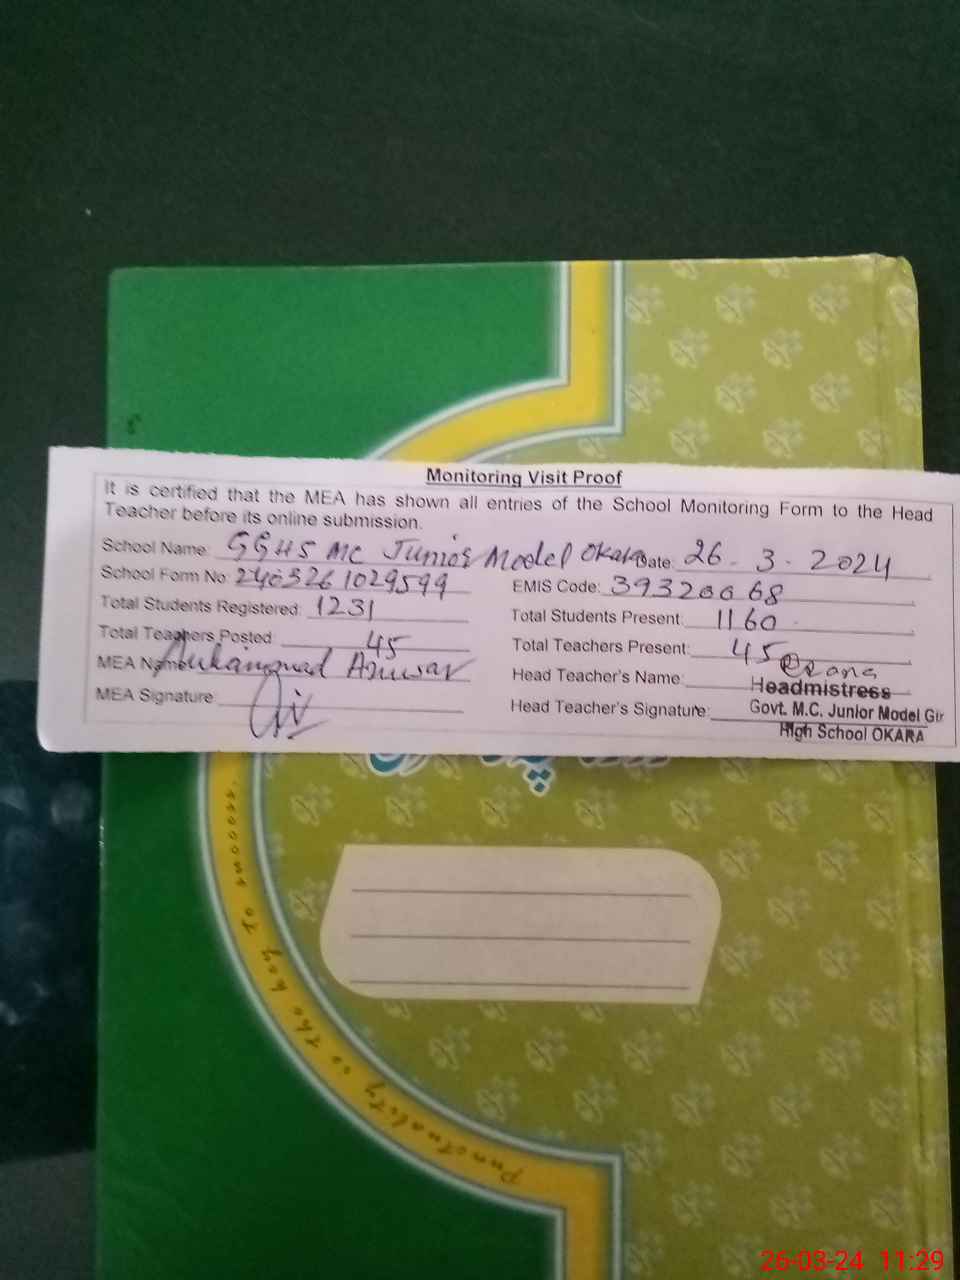 Monitoring Visit Proof
It is certified that the MEA has shown all entries of the School Monitoring Form to the Head
Teacher before its online submission.
School Name: GGHS MC Junior Model Okara Date: 26 - 3 - 2024
School Form No: 2403261029599 EMIS Code: 39320068
Total Students Registered: 1231 Total Students Present: 1160
Total Teachers Posted: 45 Total Teachers Present: 45
MEA Name: Muhammad Anwar Head Teacher's Name:
MEA Signature: Head Teacher's Signature:
Headmistress
Govt. M.C. Junior Model Gir
High School OKARA
Punctuality is the key to success.
26-03-24 11:29